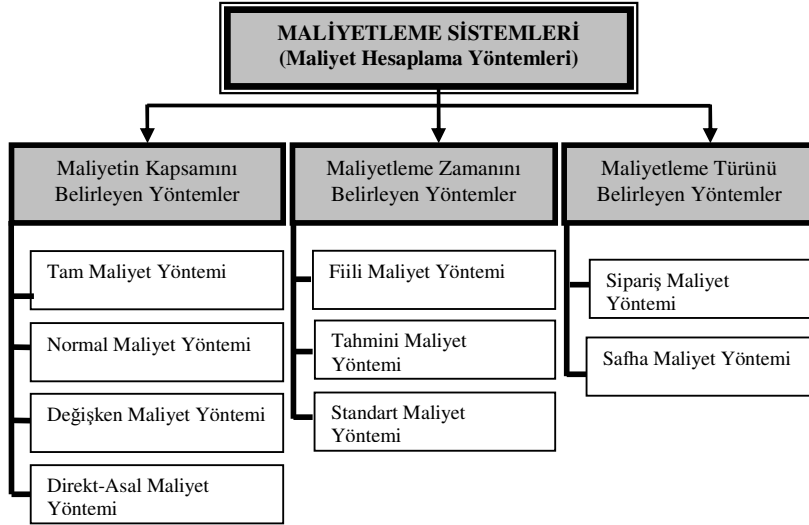 MALİYETLEME SİSTEMLERİ
(Maliyet Hesaplama Yöntemleri)
Maliyetin Kapsamını
Belirleyen Yöntemler
Tam Maliyet Yöntemi
Normal Maliyet Yöntemi
Değişken Maliyet Yöntemi
Direkt-Asal Maliyet
Yöntemi
Maliyetleme Zamanını
Belirleyen Yöntemler
Fiili Maliyet Yöntemi
Tahmini Maliyet
Yöntemi
Standart Maliyet
Yöntemi
Maliyetleme Türünü
Belirleyen Yöntemler
Sipariş Maliyet
Yöntemi
Safha Maliyet Yöntemi